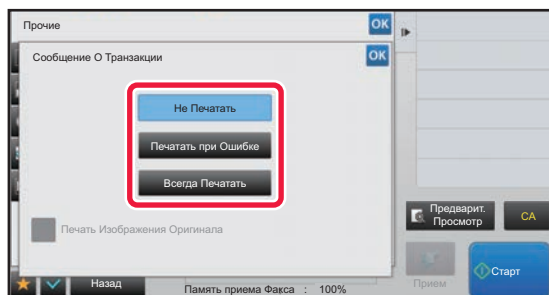 Прочие
OK
Сообщение О Транзакции
OK
Не Печатать
Печатать при Ошибке
Всегда Печатать
Печать Изображения Оригинала
Предварит.
Просмотр
CA
Назад
Память приема Факса : 100%
Прием
Старт